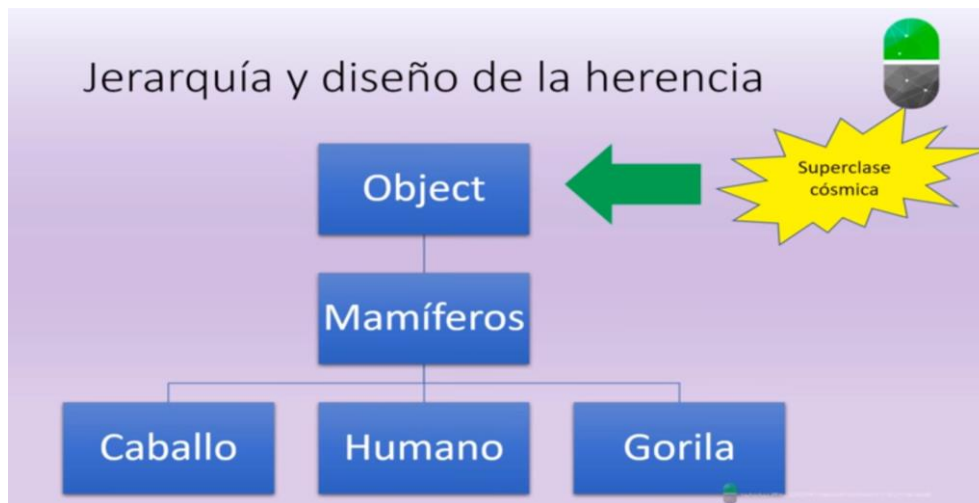 Jerarquía y diseño de la herencia
Object
Superclase
cósmica
Mamíferos
Caballo
Humano
Gorila